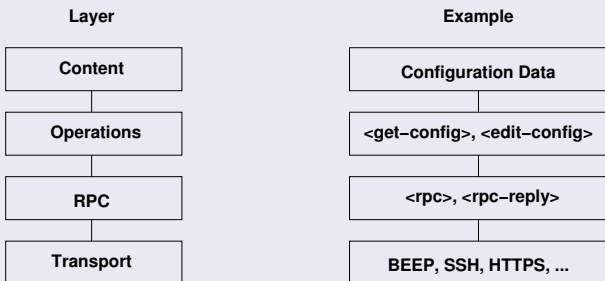 Layer Example
Content Configuration Data
Operations <get–config>, <edit–config>
RPC <rpc>, <rpc–reply>
Transport BEEP, SSH, HTTPS, ...